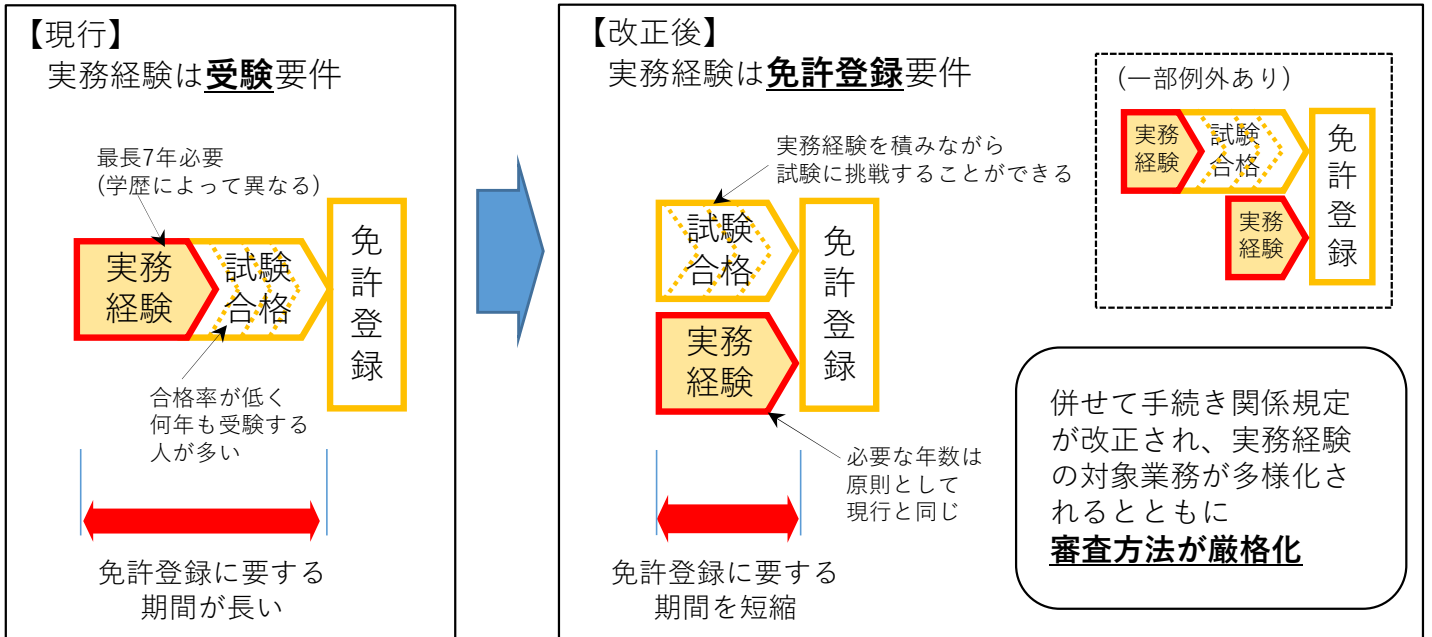 【現行】
実務経験は受験要件
最長7年必要
(学歴によって異なる)
実務
経験
試験
合格
免許登録
合格率が低く
何年も受験する
人が多い
免許登録に要する
期間が長い
【改正後】
実務経験は免許登録要件
実務経験を積みながら
試験に挑戦することができる
試験
合格
実務
経験
免許登録
必要な年数は
原則として
現行と同じ
免許登録に要する
期間を短縮
(一部例外あり)
実務
経験
試験
合格
実務
経験
免許登録
併せて手続き関係規定
が改正され、実務経験
の対象業務が多様化さ
れるとともに
審査方法が厳格化